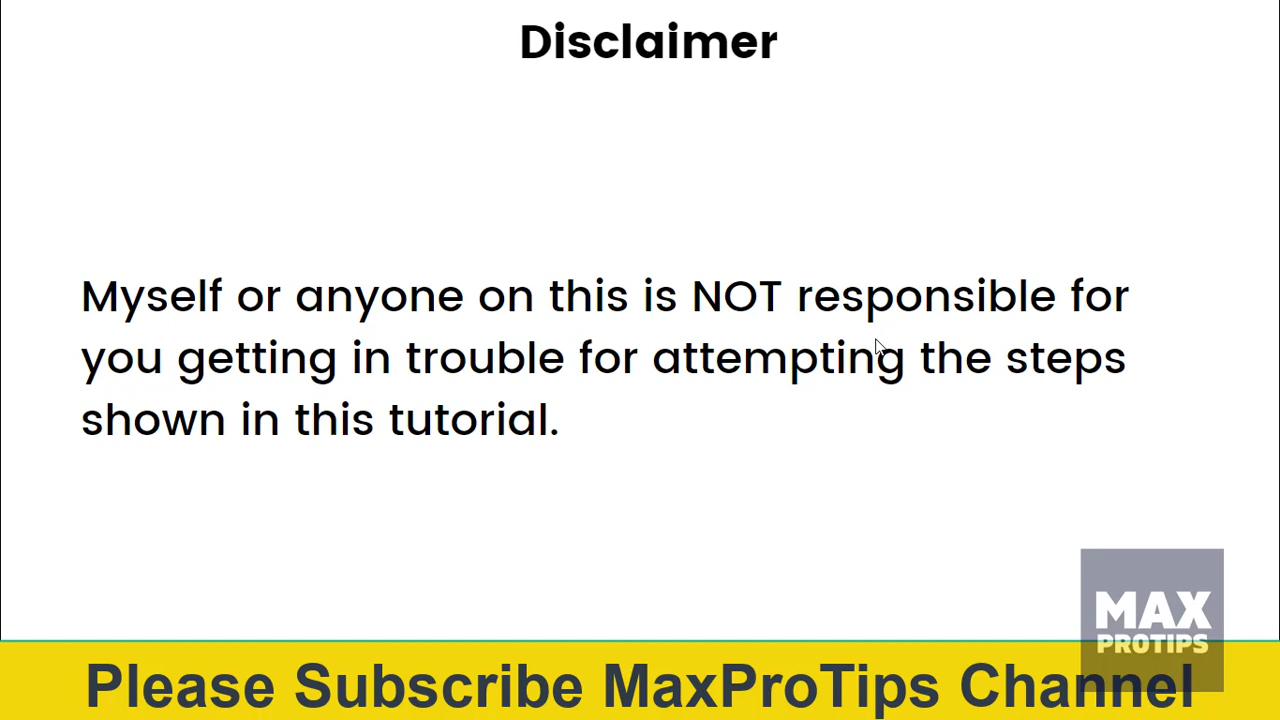 Disclaimer
Myself or anyone on this is NOT responsible for
you getting in trouble for attempting the steps
shown in this tutorial.
MAX
PROTIPS
Please Subscribe MaxProTips Channel